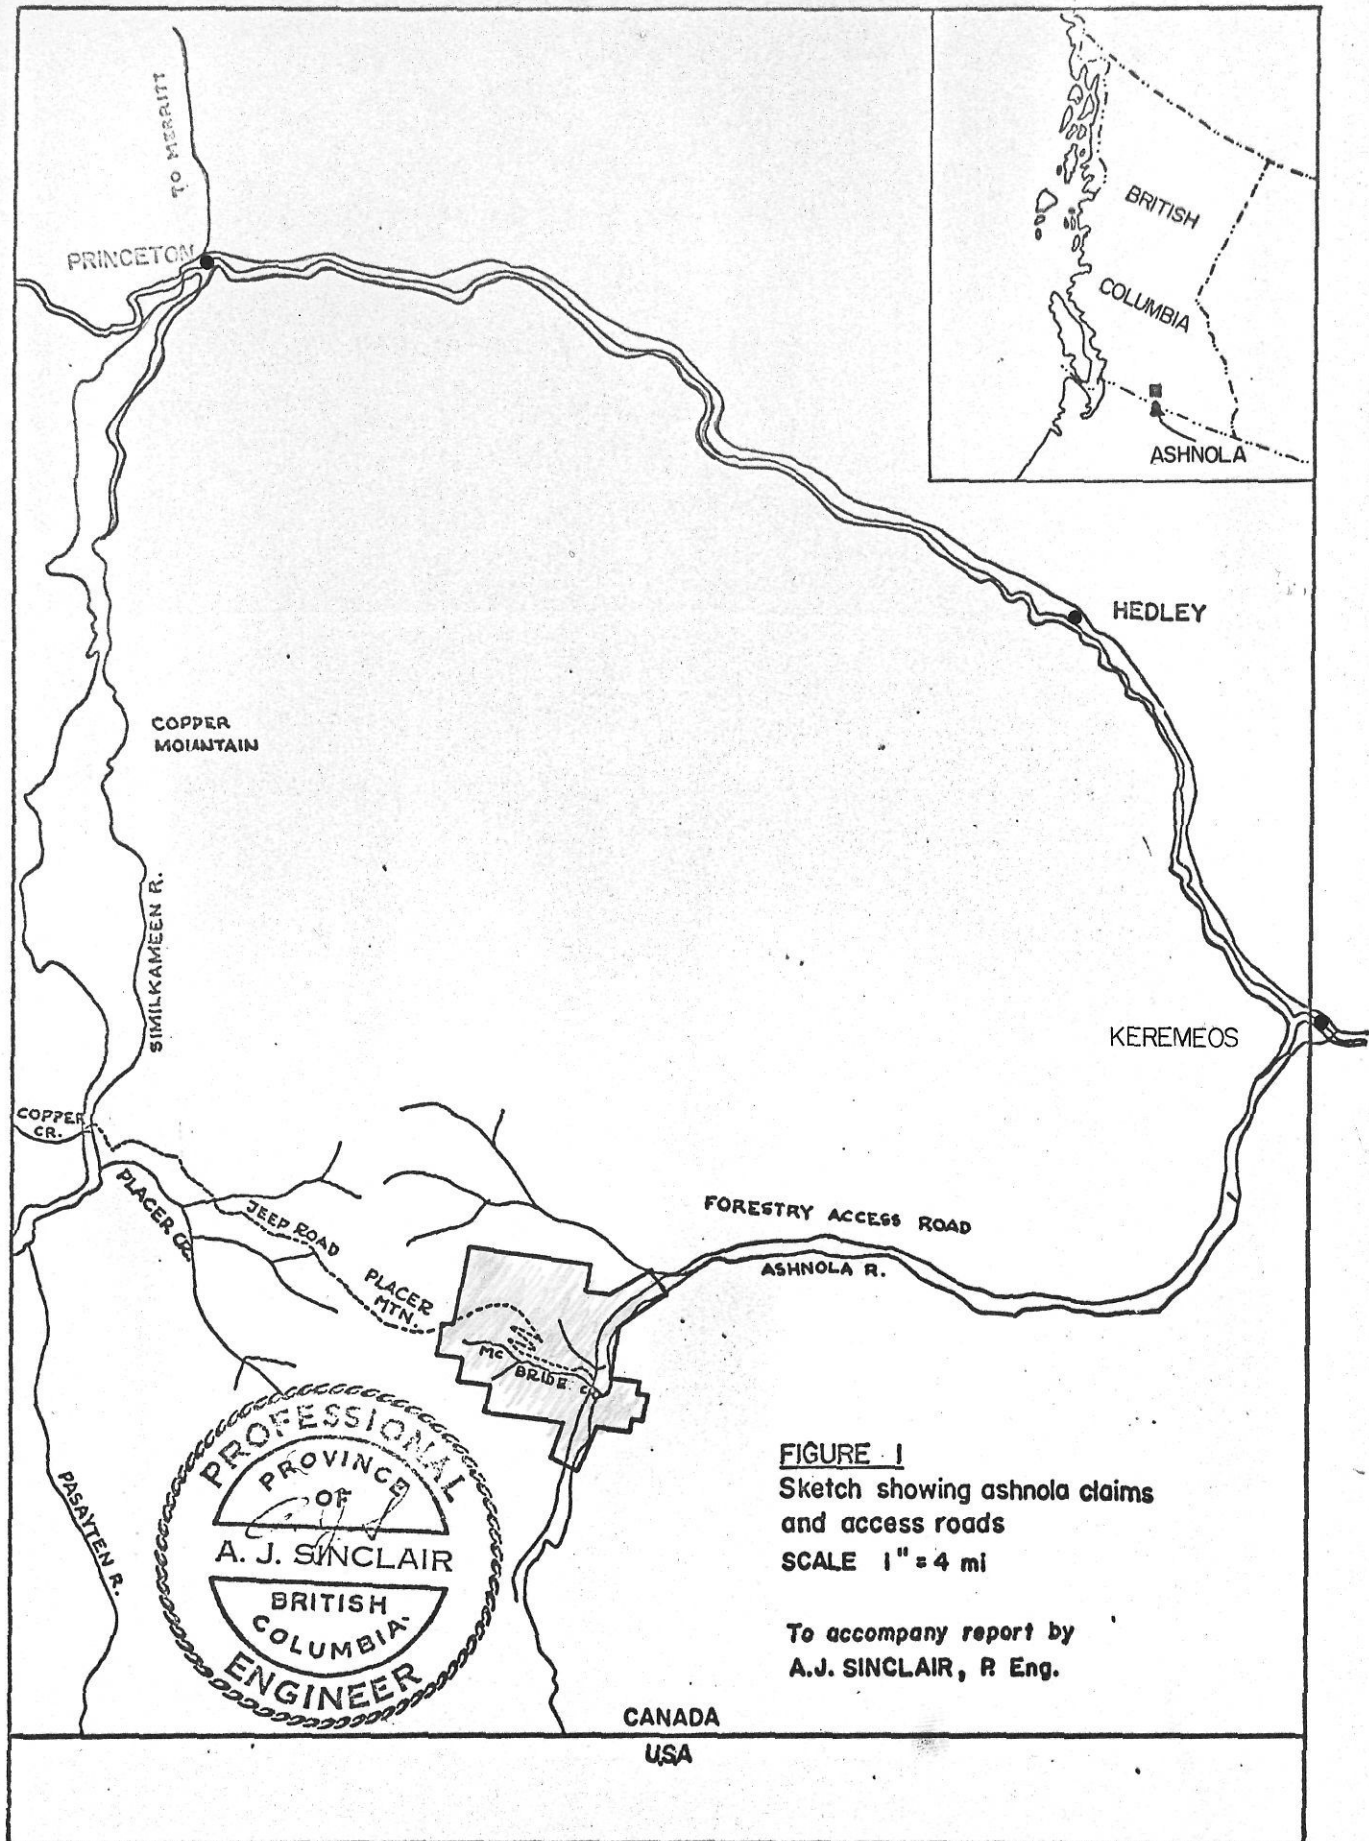 TO MERRITT
PRINCETON
BRITISH
COLUMBIA
ASHNOLA
HEDLEY
COPPER
MOUNTAIN
SIMILKAMEEN R.
KEREMEOS
COPPER
CR.
PLACER CR.
JEEP ROAD
FORESTRY ACCESS ROAD
ASHNOLA R.
PLACER
MTN.
MC BRIDE CR.
PASAYTEN R.
PROFESSIONAL
PROVINCE
OF
A. J. SINCLAIR
BRITISH
COLUMBIA
ENGINEER
FIGURE 1
Sketch showing ashnola claims
and access roads
SCALE 1" = 4 mi
To accompany report by
A.J. SINCLAIR, P. Eng.
CANADA
USA